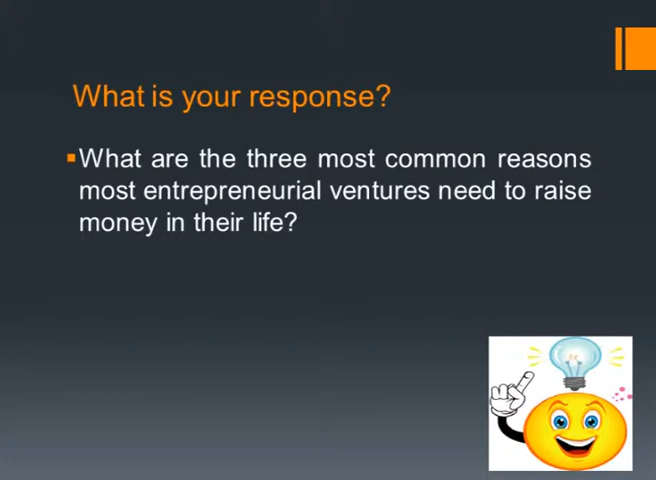 What is your response?
▪What are the three most common reasons
most entrepreneurial ventures need to raise
money in their life?